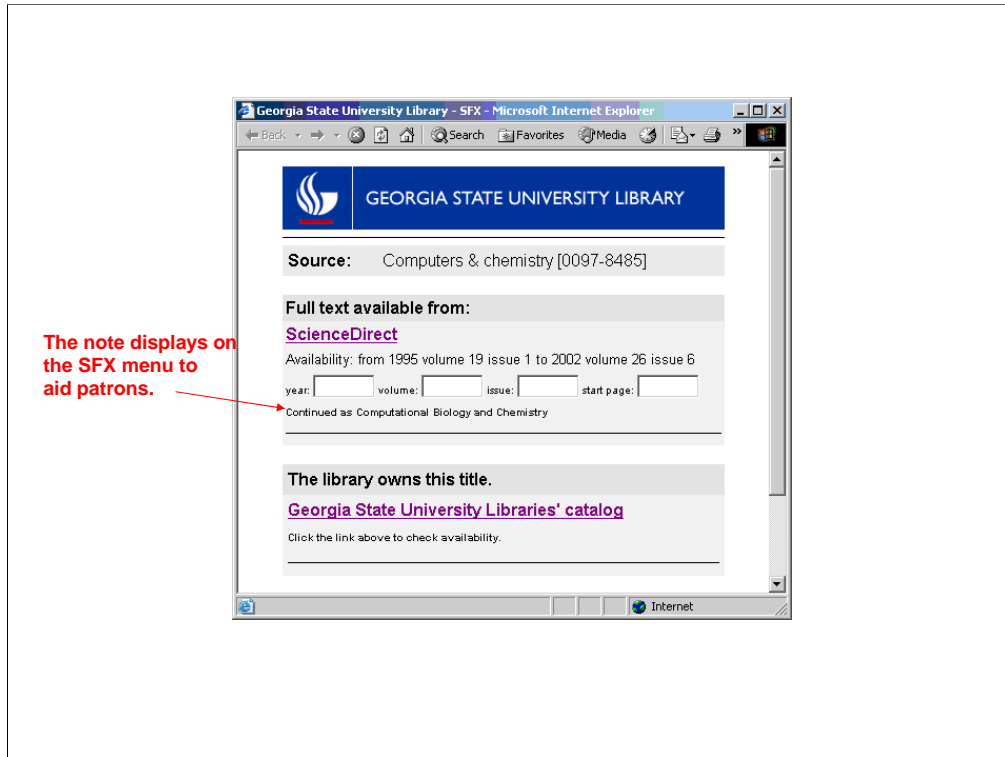 Georgia State University Library - SFX - Microsoft Internet Explorer
Back Search Favorites Media »
GEORGIA STATE UNIVERSITY LIBRARY
Source: Computers & chemistry [0097-8485]
Full text available from:
ScienceDirect
Availability: from 1995 volume 19 issue 1 to 2002 volume 26 issue 6
year: volume: issue: start page:
Continued as Computational Biology and Chemistry
The note displays on
the SFX menu to
aid patrons.
The library owns this title.
Georgia State University Libraries' catalog
Click the link above to check availability.
Internet